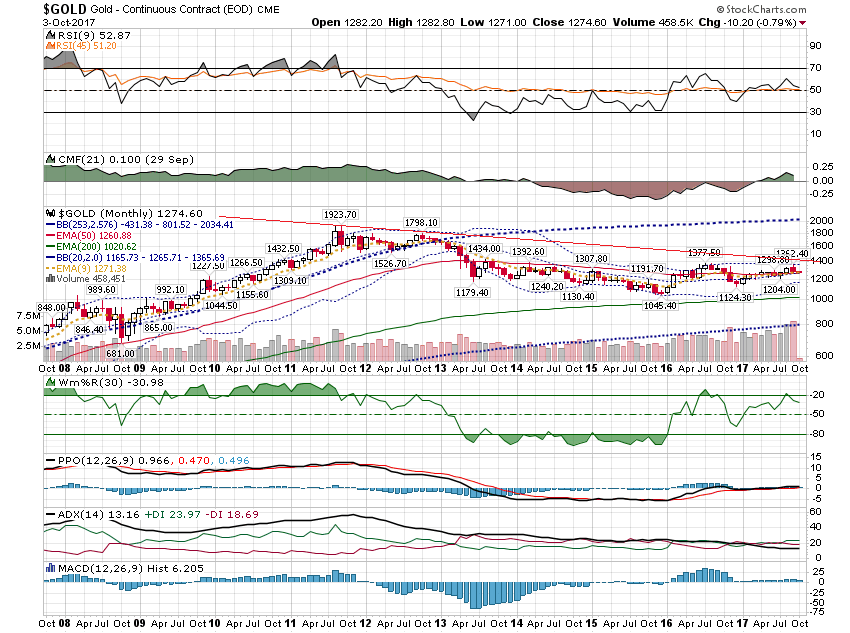 $GOLD Gold - Continuous Contract (EOD) CME © StockCharts.com
3-Oct-2017 Open 1282.20 High 1282.80 Low 1271.00 Close 1274.60 Volume 458.5K Chg -10.20 (-0.79%)
RSI(9) 52.87
RSI(45) 51.20
90
70
50
30
10
CMF(21) 0.100 (29 Sep)
0.25
0.00
-0.25
$GOLD (Monthly) 1274.60
BB(253,2.576) -431.38 - 801.52 - 2034.41
EMA(50) 1260.88
EMA(200) 1020.62
BB(20,2.0) 1165.73 - 1265.71 - 1365.69
EMA(9) 1271.38
Volume 458,451
1923.70
1798.10
1432.50
1266.50
1227.50
1526.70
1434.00
1392.60
1307.80
1377.50
1298.80
1262.40
1191.70
989.60
992.10
848.00
1309.10
1155.60
1044.50
865.00
846.40
681.00
1179.40
1240.20
1130.40
1045.40
1124.30
1204.00
2000
1800
1600
1400
1200
1000
800
600
7.5M
5.0M
2.5M
Oct 08 Apr Jul Oct 09 Apr Jul Oct 10 Apr Jul Oct 11 Apr Jul Oct 12 Apr Jul Oct 13 Apr Jul Oct 14 Apr Jul Oct 15 Apr Jul Oct 16 Apr Jul Oct 17 Apr Jul Oct
Wm%R(30) -30.98
-20
-50
-80
PPO(12,26,9) 0.966, 0.470, 0.496
15
10
5
0
-5
ADX(14) 13.16 +DI 23.97 -DI 18.69
60
40
20
0
MACD(12,26,9) Hist 6.205
25
0
-25
-50
-75
Oct 08 Apr Jul Oct 09 Apr Jul Oct 10 Apr Jul Oct 11 Apr Jul Oct 12 Apr Jul Oct 13 Apr Jul Oct 14 Apr Jul Oct 15 Apr Jul Oct 16 Apr Jul Oct 17 Apr Jul Oct